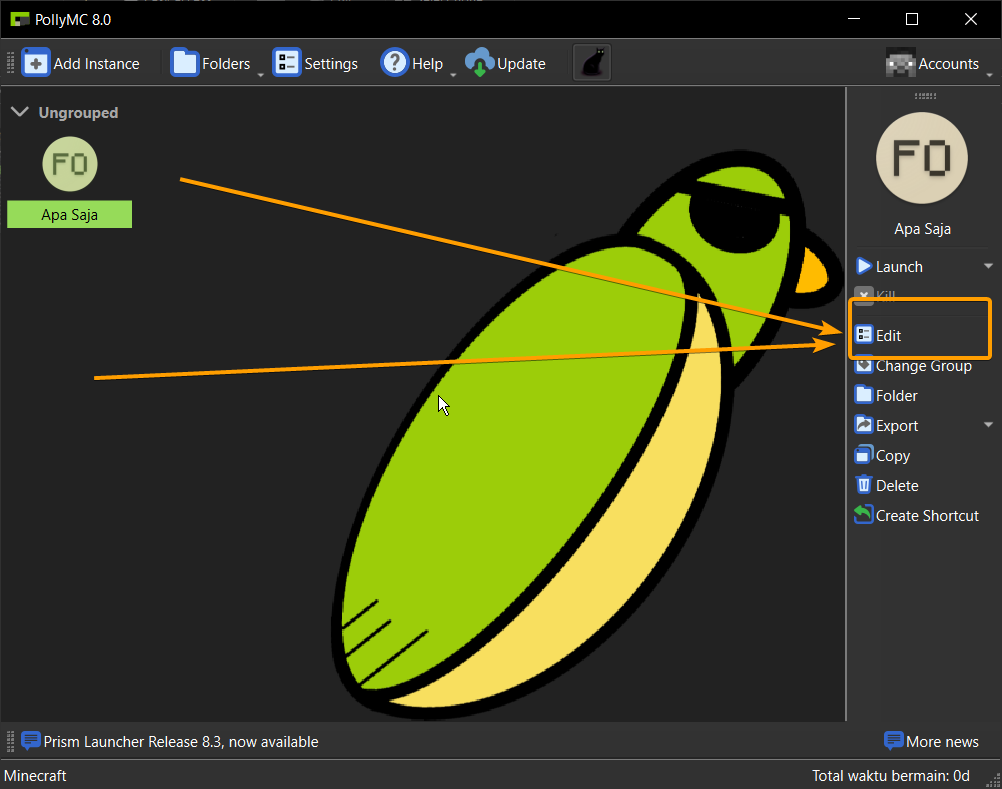 PollyMC 8.0
Add Instance Folders Settings Help Update Accounts
Ungrouped
FO
Apa Saja
FO
Apa Saja
Launch
Kill
Edit
Change Group
Folder
Export
Copy
Delete
Create Shortcut
Prism Launcher Release 8.3, now available More news
Minecraft Total waktu bermain: 0d